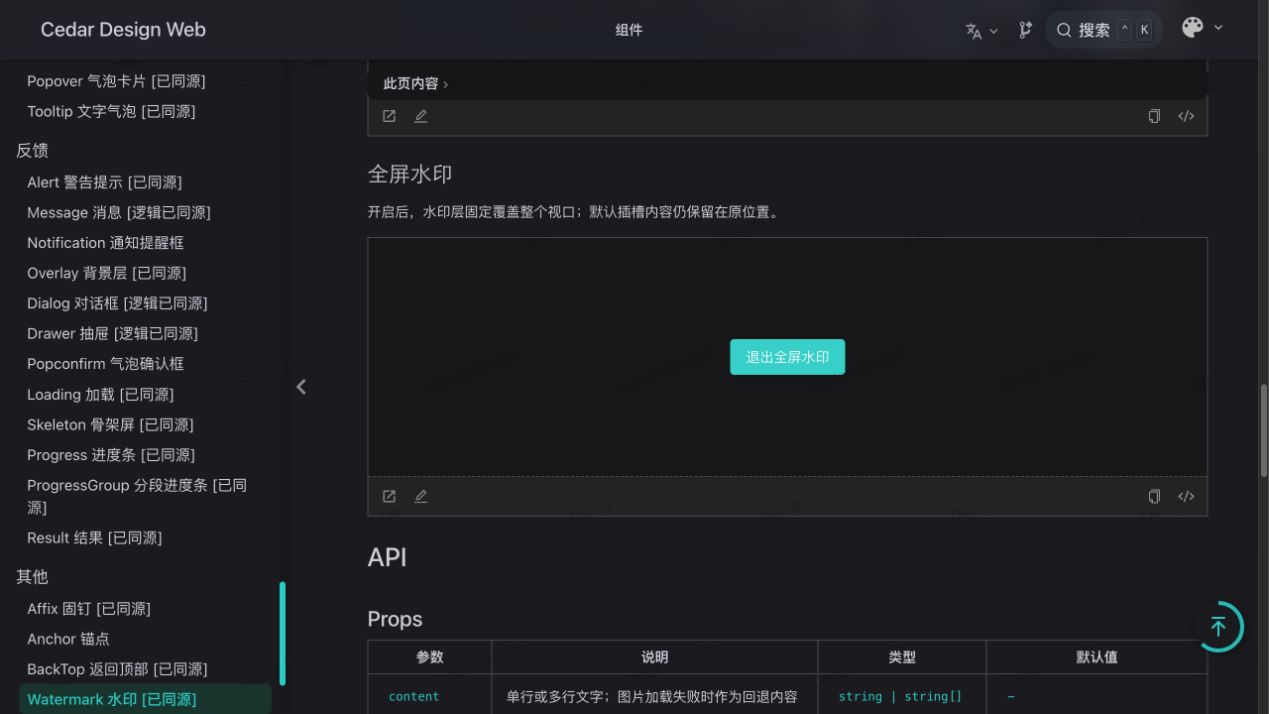 Cedar Design Web
组件
搜索 ^ K
Popover 气泡卡片 [已同源]
Tooltip 文字气泡 [已同源]
反馈
Alert 警告提示 [已同源]
Message 消息 [逻辑已同源]
Notification 通知提醒框
Overlay 背景层 [已同源]
Dialog 对话框 [逻辑已同源]
Drawer 抽屉 [逻辑已同源]
Popconfirm 气泡确认框
Loading 加载 [已同源]
Skeleton 骨架屏 [已同源]
Progress 进度条 [已同源]
ProgressGroup 分段进度条 [已同
源]
Result 结果 [已同源]
其他
Affix 固钉 [已同源]
Anchor 锚点
BackTop 返回顶部 [已同源]
Watermark 水印 [已同源]
此页内容 ›
全屏水印
开启后，水印层固定覆盖整个视口；默认插槽内容仍保留在原位置。
退出全屏水印
API
Props
参数 说明 类型 默认值
content 单行或多行文字；图片加载失败时作为回退内容 string | string[] –
Cedar Design